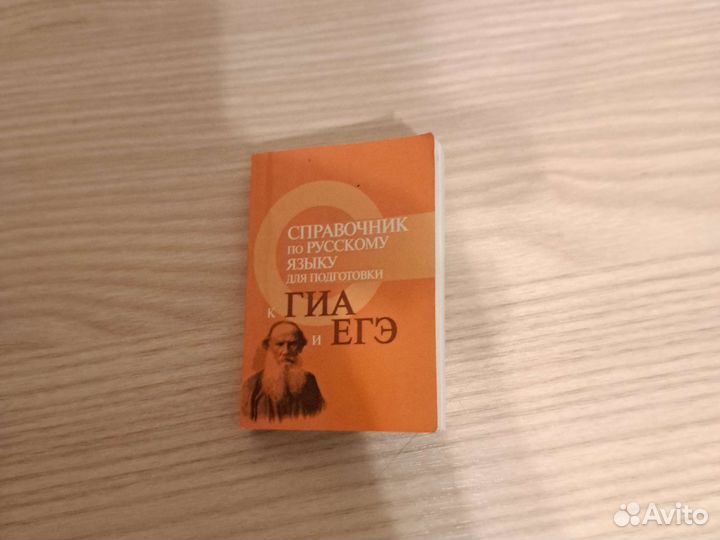 СПРАВОЧНИК
ПО РУССКОМУ
ЯЗЫКУ
ДЛЯ ПОДГОТОВКИ
К ГИА
И ЕГЭ
Avito